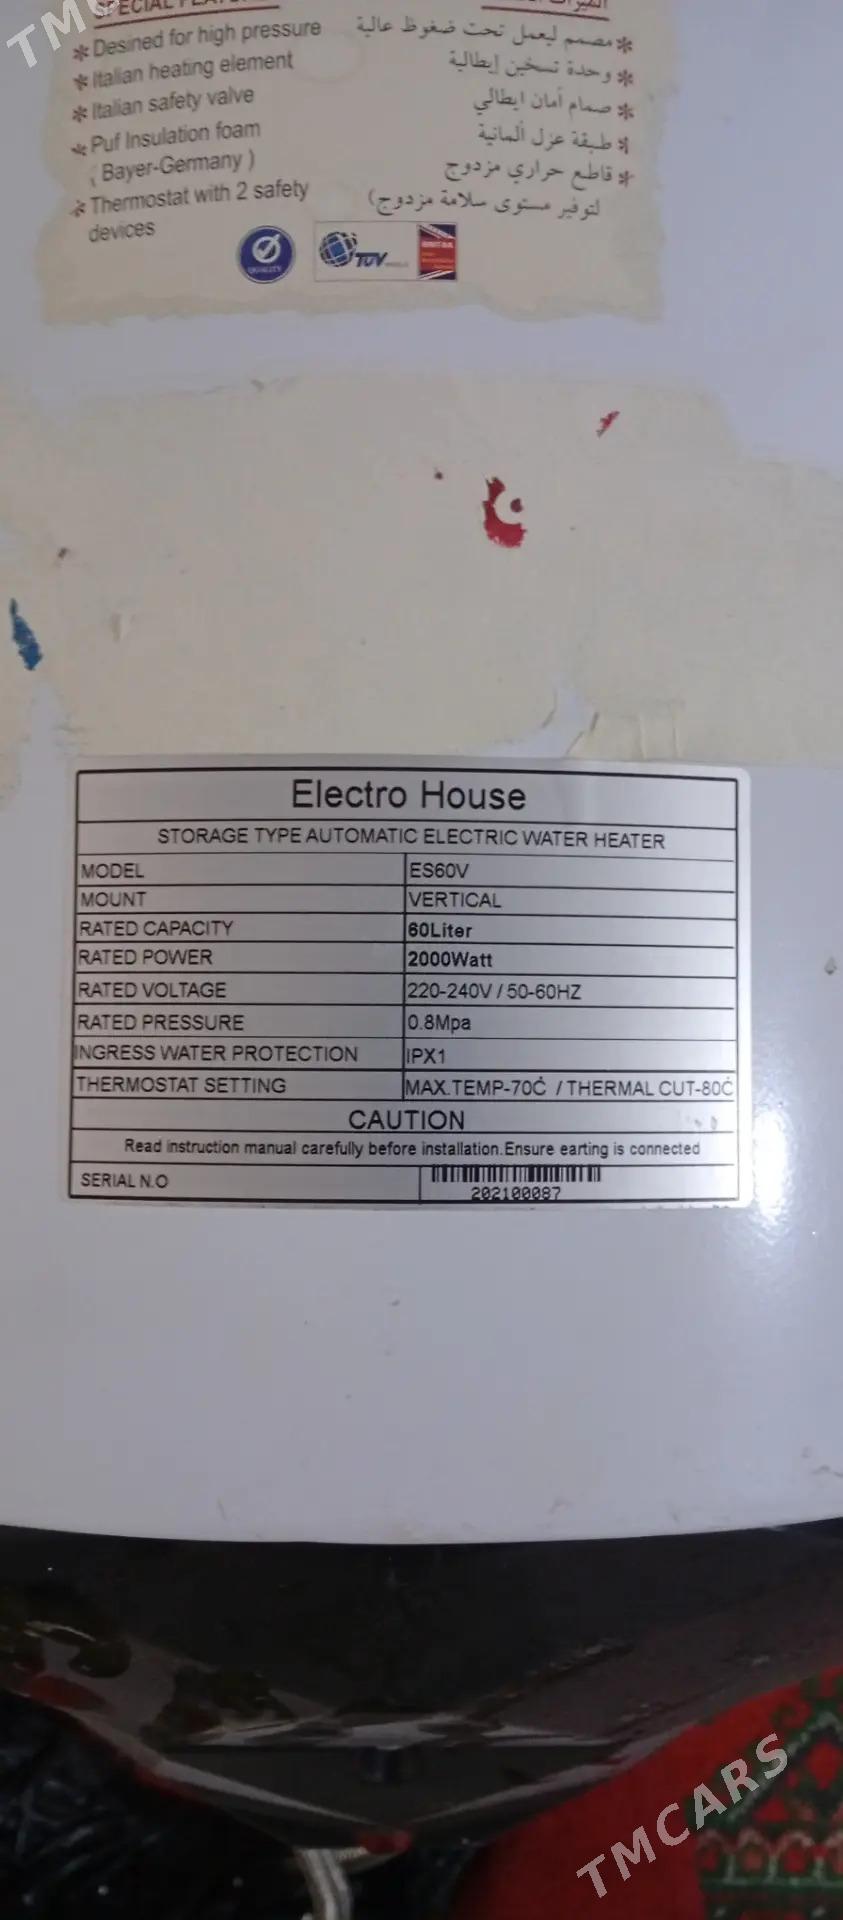 SPECIAL
* Desined for high pressure
* Italian heating element
* Italian safety valve
* Puf Insulation foam
( Bayer-Germany )
* Thermostat with 2 safety
devices
* مصمم ليعمل تحت ضغوظ عالية
* وحدة تسخين إيطالية
* صمام أمان ايطالي
* طبقة عزل ألمانية
* قاطع حراري مزدوج
لتوفير مستوى سلامة مزدوج)
QUALITY
TUV
Electro House
STORAGE TYPE AUTOMATIC ELECTRIC WATER HEATER
MODEL ES60V
MOUNT VERTICAL
RATED CAPACITY 60Liter
RATED POWER 2000Watt
RATED VOLTAGE 220-240V / 50-60HZ
RATED PRESSURE 0.8Mpa
INGRESS WATER PROTECTION IPX1
THERMOSTAT SETTING MAX.TEMP-70Ċ / THERMAL CUT-80Ċ
CAUTION
Read instruction manual carefully before installation.Ensure earting is connected
SERIAL N.O 202100087
TMCARS